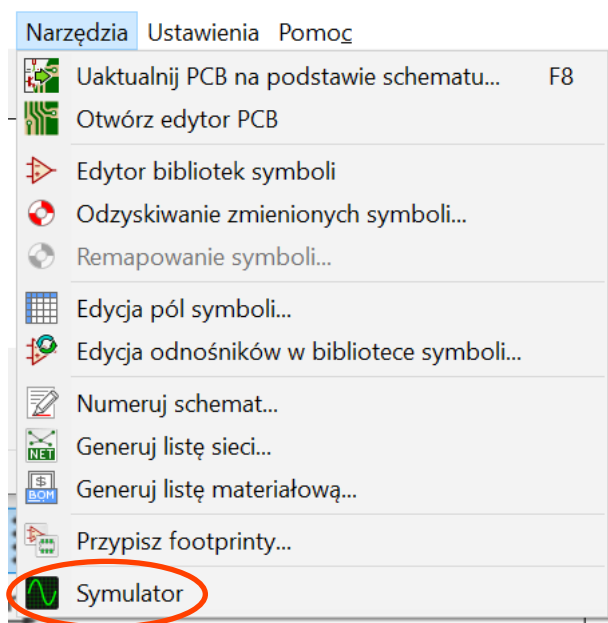 Narzędzia Ustawienia Pomoc
Uaktualnij PCB na podstawie schematu... F8
Otwórz edytor PCB
Edytor bibliotek symboli
Odzyskiwanie zmienionych symboli...
Remapowanie symboli...
Edycja pól symboli...
Edycja odnośników w bibliotece symboli...
Numeruj schemat...
NET Generuj listę sieci...
$ BOM Generuj listę materiałową...
Przypisz footprinty...
Symulator